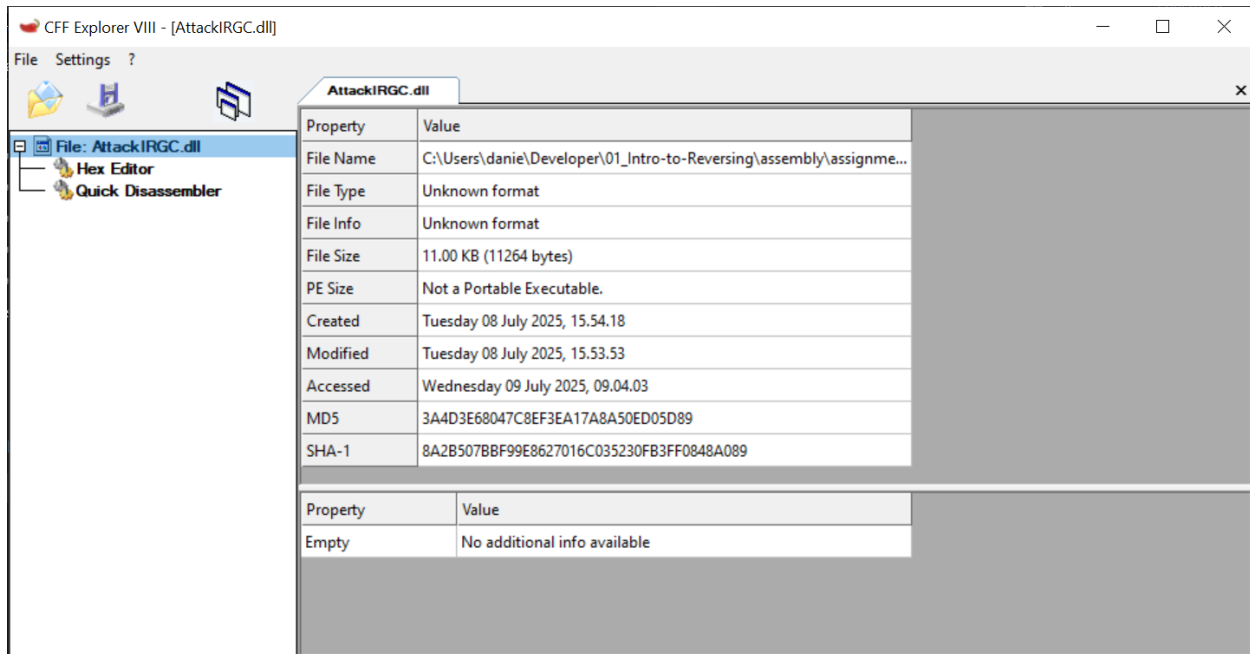 CFF Explorer VIII - [AttackIRGC.dll]
File Settings ?
AttackIRGC.dll
File: AttackIRGC.dll
Hex Editor
Quick Disassembler
Property Value
File Name C:\Users\danie\Developer\01_Intro-to-Reversing\assembly\assignme...
File Type Unknown format
File Info Unknown format
File Size 11.00 KB (11264 bytes)
PE Size Not a Portable Executable.
Created Tuesday 08 July 2025, 15.54.18
Modified Tuesday 08 July 2025, 15.53.53
Accessed Wednesday 09 July 2025, 09.04.03
MD5 3A4D3E68047C8EF3EA17A8A50ED05D89
SHA-1 8A2B507BBF99E8627016C035230FB3FF0848A089
Property Value
Empty No additional info available